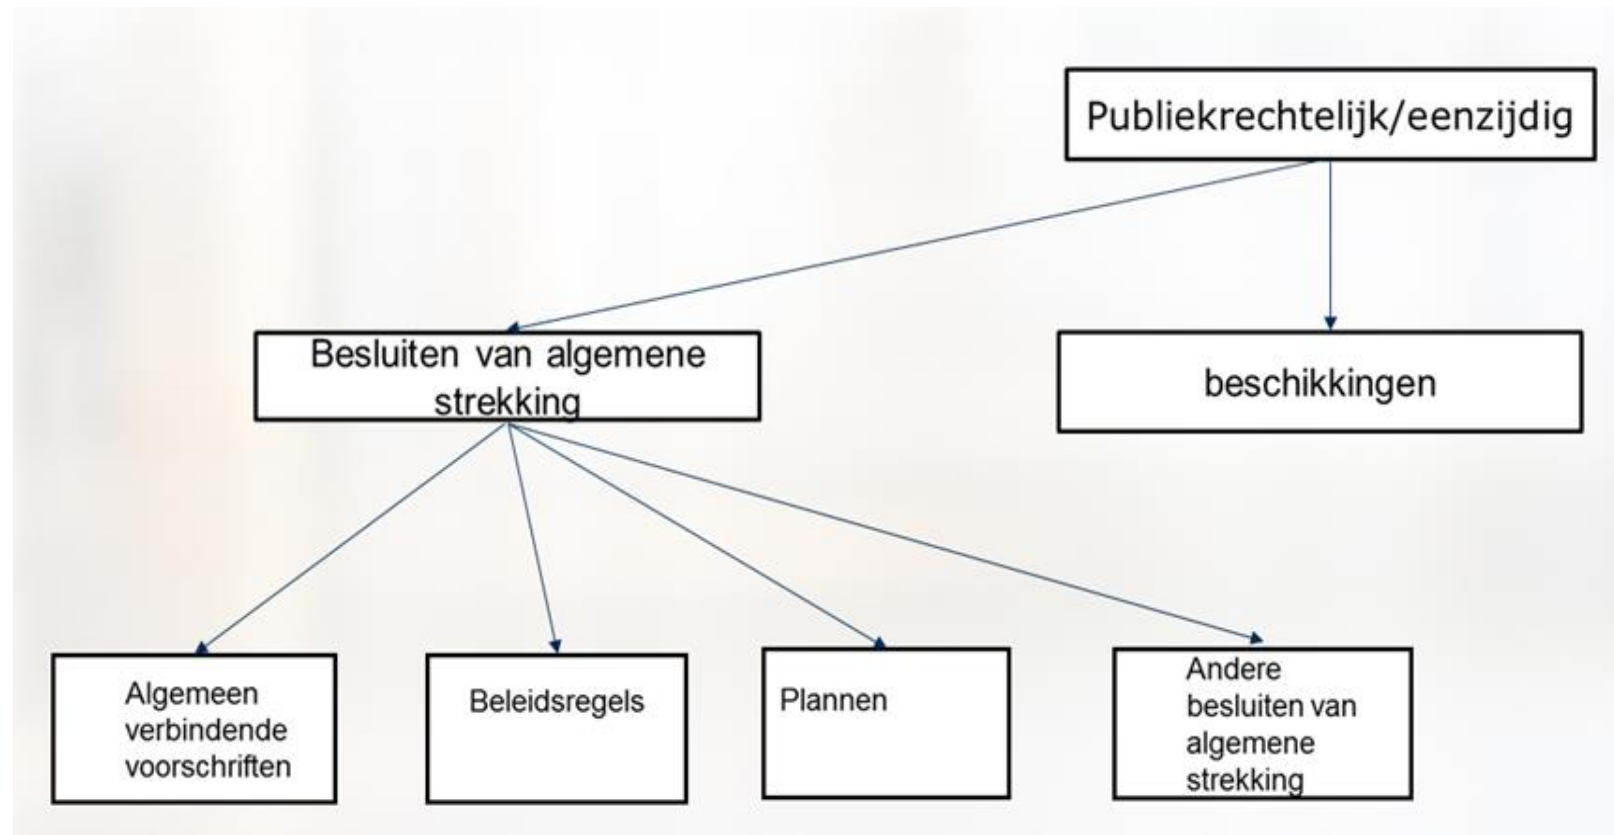 Publiekrechtelijk/eenzijdig
Besluiten van algemene
strekking
beschikkingen
Algemeen
verbindende
voorschriften
Beleidsregels
Plannen
Andere
besluiten van
algemene
strekking